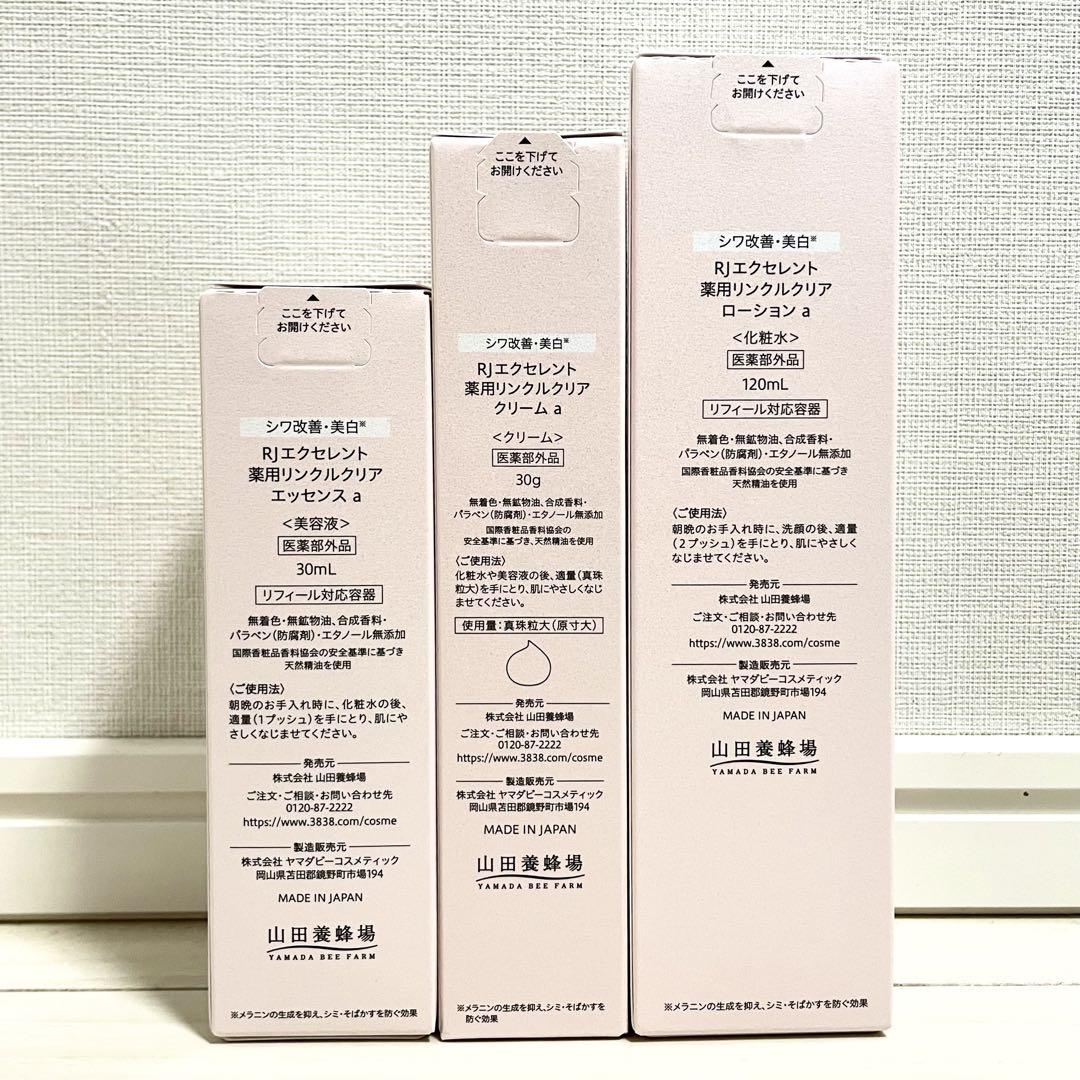 ここを下げて
お開けください
シワ改善・美白※
RJエクセレント
薬用リンクルクリア
エッセンス a
<美容液>
医薬部外品
30mL
リフィール対応容器
無着色・無鉱物油、合成香料・
パラベン(防腐剤)・エタノール無添加
国際香粧品香料協会の安全基準に基づき
天然精油を使用
〈ご使用法〉
朝晩のお手入れ時に、化粧水の後、
適量(1プッシュ)を手にとり、肌にや
さしくなじませてください。
発売元
株式会社 山田養蜂場
ご注文・ご相談・お問い合わせ先
0120-87-2222
https://www.3838.com/cosme
製造販売元
株式会社 ヤマダビーコスメティック
岡山県苫田郡鏡野町市場194
MADE IN JAPAN
山田養蜂場
YAMADA BEE FARM
※メラニンの生成を抑え、シミ・そばかすを防ぐ効果
ここを下げて
お開けください
シワ改善・美白※
RJエクセレント
薬用リンクルクリア
クリーム a
<クリーム>
医薬部外品
30g
無着色・無鉱物油、合成香料・
パラベン(防腐剤)・エタノール無添加
国際香粧品香料協会の
安全基準に基づき、天然精油を使用
〈ご使用法〉
化粧水や美容液の後、適量(真珠
粒大)を手にとり、肌にやさしくなじ
ませてください。
使用量:真珠粒大(原寸大)
発売元
株式会社 山田養蜂場
ご注文・ご相談・お問い合わせ先
0120-87-2222
https://www.3838.com/cosme
製造販売元
株式会社 ヤマダビーコスメティック
岡山県苫田郡鏡野町市場194
MADE IN JAPAN
山田養蜂場
YAMADA BEE FARM
※メラニンの生成を抑え、シミ・そばかすを
防ぐ効果
ここを下げて
お開けください
シワ改善・美白※
RJエクセレント
薬用リンクルクリア
ローション a
<化粧水>
医薬部外品
120mL
リフィール対応容器
無着色・無鉱物油、合成香料・
パラベン(防腐剤)・エタノール無添加
国際香粧品香料協会の安全基準に基づき
天然精油を使用
〈ご使用法〉
朝晩のお手入れ時に、洗顔の後、適量
(2プッシュ)を手にとり、肌にやさしく
なじませてください。
発売元
株式会社 山田養蜂場
ご注文・ご相談・お問い合わせ先
0120-87-2222
https://www.3838.com/cosme
製造販売元
株式会社 ヤマダビーコスメティック
岡山県苫田郡鏡野町市場194
MADE IN JAPAN
山田養蜂場
YAMADA BEE FARM
※メラニンの生成を抑え、シミ・そばかすを防ぐ効果